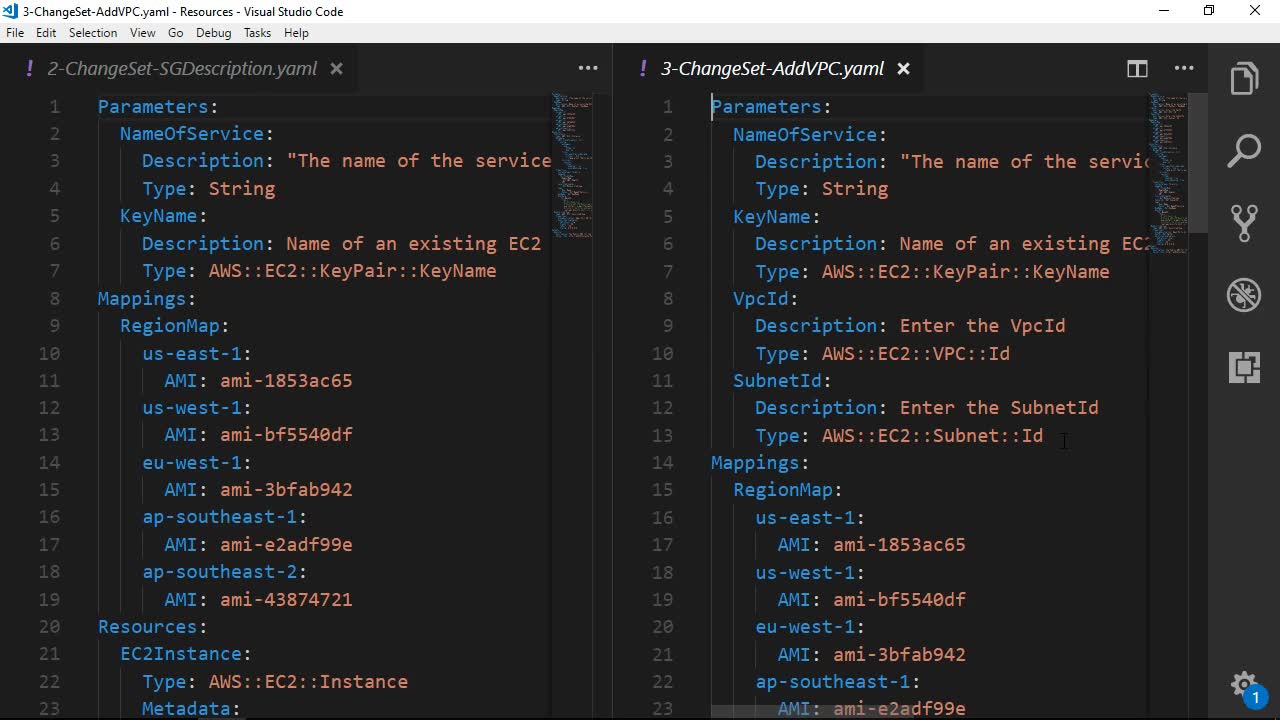 3-ChangeSet-AddVPC.yaml - Resources - Visual Studio Code
File Edit Selection View Go Debug Tasks Help
! 2-ChangeSet-SGDescription.yaml
1 Parameters:
2 NameOfService:
3 Description: "The name of the service
4 Type: String
5 KeyName:
6 Description: Name of an existing EC2
7 Type: AWS::EC2::KeyPair::KeyName
8 Mappings:
9 RegionMap:
10 us-east-1:
11 AMI: ami-1853ac65
12 us-west-1:
13 AMI: ami-bf5540df
14 eu-west-1:
15 AMI: ami-3bfab942
16 ap-southeast-1:
17 AMI: ami-e2adf99e
18 ap-southeast-2:
19 AMI: ami-43874721
20 Resources:
21 EC2Instance:
22 Type: AWS::EC2::Instance
23 Metadata:
! 3-ChangeSet-AddVPC.yaml
1 Parameters:
2 NameOfService:
3 Description: "The name of the servic
4 Type: String
5 KeyName:
6 Description: Name of an existing EC2
7 Type: AWS::EC2::KeyPair::KeyName
8 VpcId:
9 Description: Enter the VpcId
10 Type: AWS::EC2::VPC::Id
11 SubnetId:
12 Description: Enter the SubnetId
13 Type: AWS::EC2::Subnet::Id
14 Mappings:
15 RegionMap:
16 us-east-1:
17 AMI: ami-1853ac65
18 us-west-1:
19 AMI: ami-bf5540df
20 eu-west-1:
21 AMI: ami-3bfab942
22 ap-southeast-1:
23 AMI: ami-e2adf99e
1